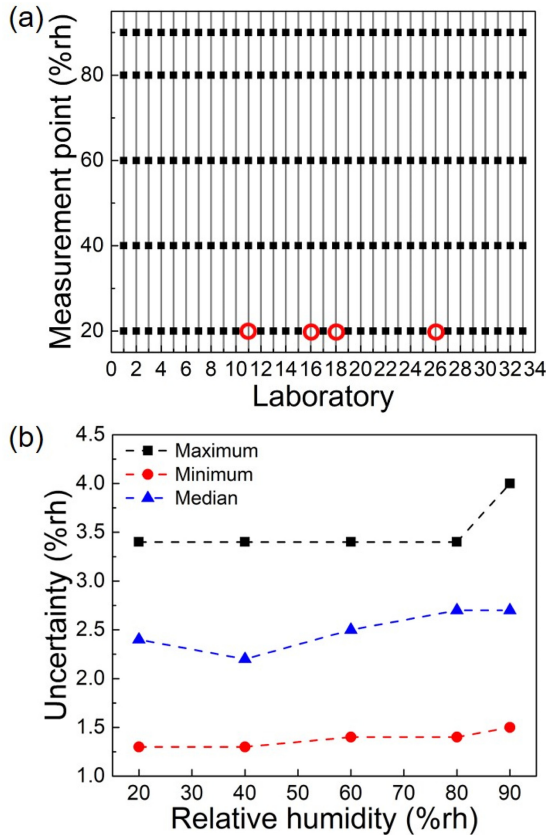 (a)
Measurement point (%rh)
80
60
40
20
0 2 4 6 8 10 12 14 16 18 20 22 24 26 28 30 32 34
Laboratory
(b)
Uncertainty (%rh)
4.5
4.0
3.5
3.0
2.5
2.0
1.5
1.0
Maximum
Minimum
Median
20 30 40 50 60 70 80 90
Relative humidity (%rh)